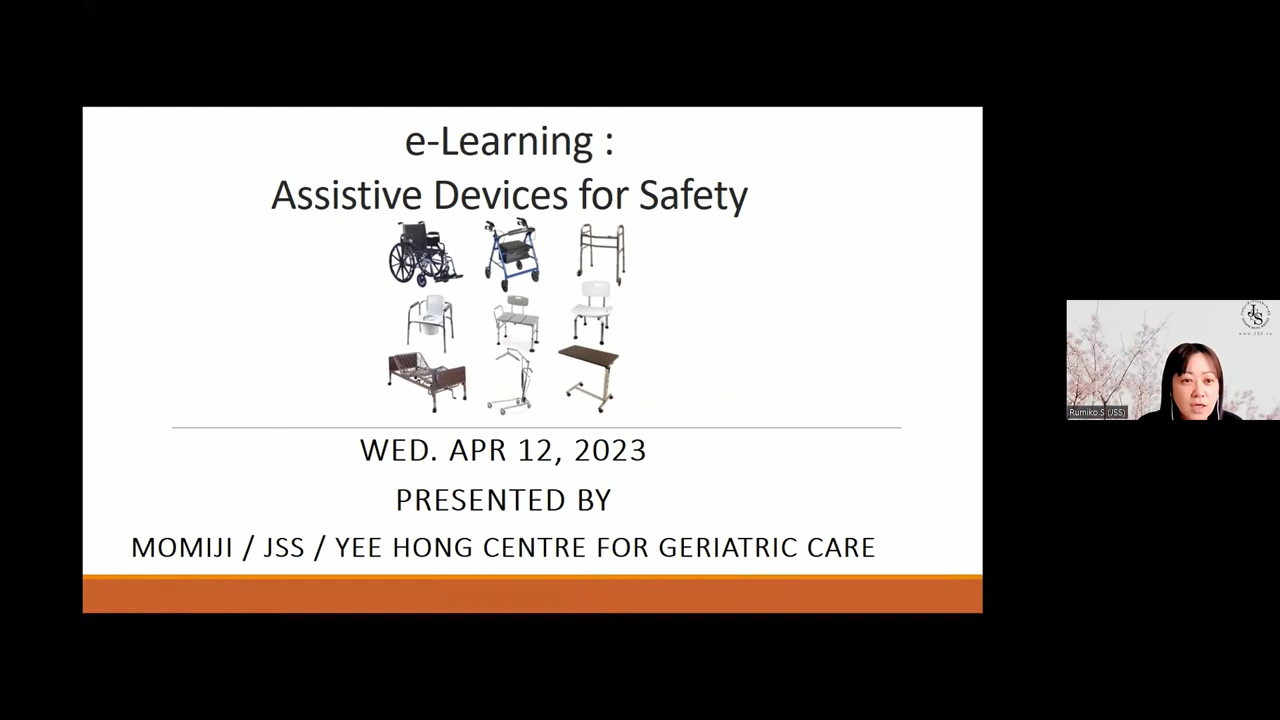 e-Learning :
Assistive Devices for Safety
WED. APR 12, 2023
PRESENTED BY
MOMIJI / JSS / YEE HONG CENTRE FOR GERIATRIC CARE
Rumiko.S (JSS)